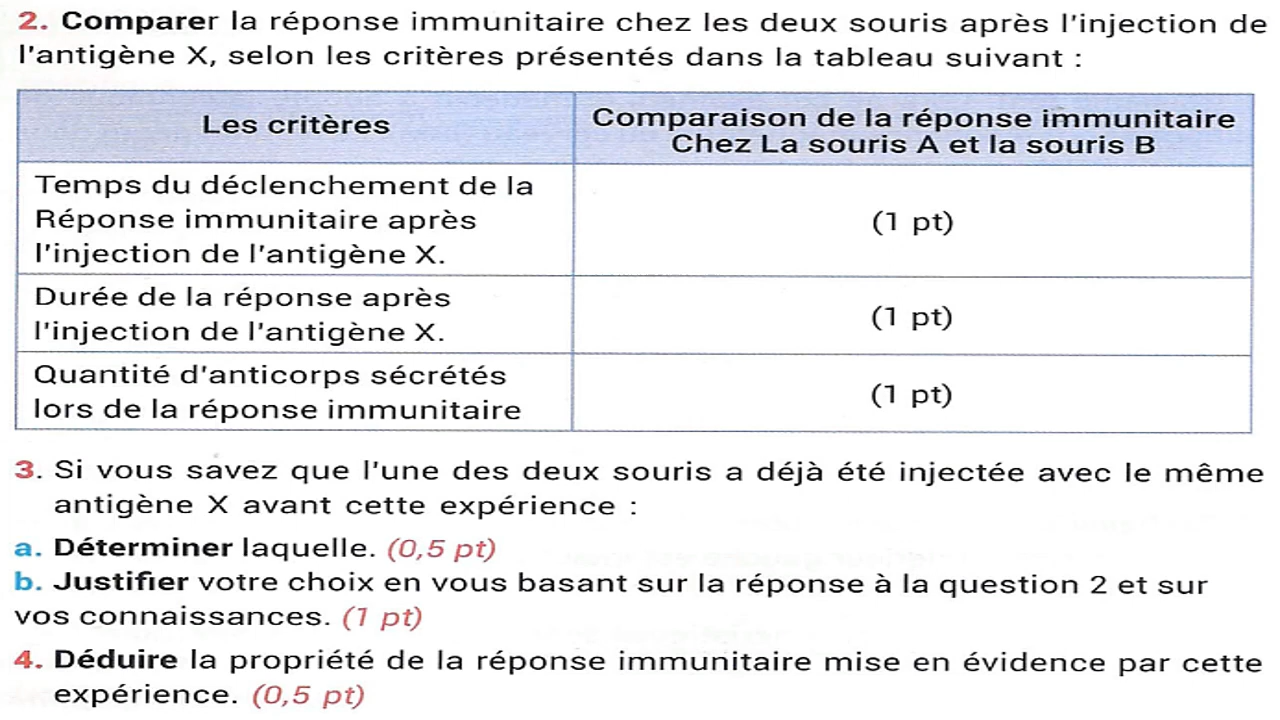 2. Comparer la réponse immunitaire chez les deux souris après l'injection de
l'antigène X, selon les critères présentés dans la tableau suivant :
Les critères
Comparaison de la réponse immunitaire
Chez La souris A et la souris B
Temps du déclenchement de la
Réponse immunitaire après
l'injection de l'antigène X.
(1 pt)
Durée de la réponse après
l'injection de l'antigène X.
(1 pt)
Quantité d'anticorps sécrétés
lors de la réponse immunitaire
(1 pt)
3. Si vous savez que l'une des deux souris a déjà été injectée avec le même
antigène X avant cette expérience :
a. Déterminer laquelle. (0,5 pt)
b. Justifier votre choix en vous basant sur la réponse à la question 2 et sur
vos connaissances. (1 pt)
4. Déduire la propriété de la réponse immunitaire mise en évidence par cette
expérience. (0,5 pt)